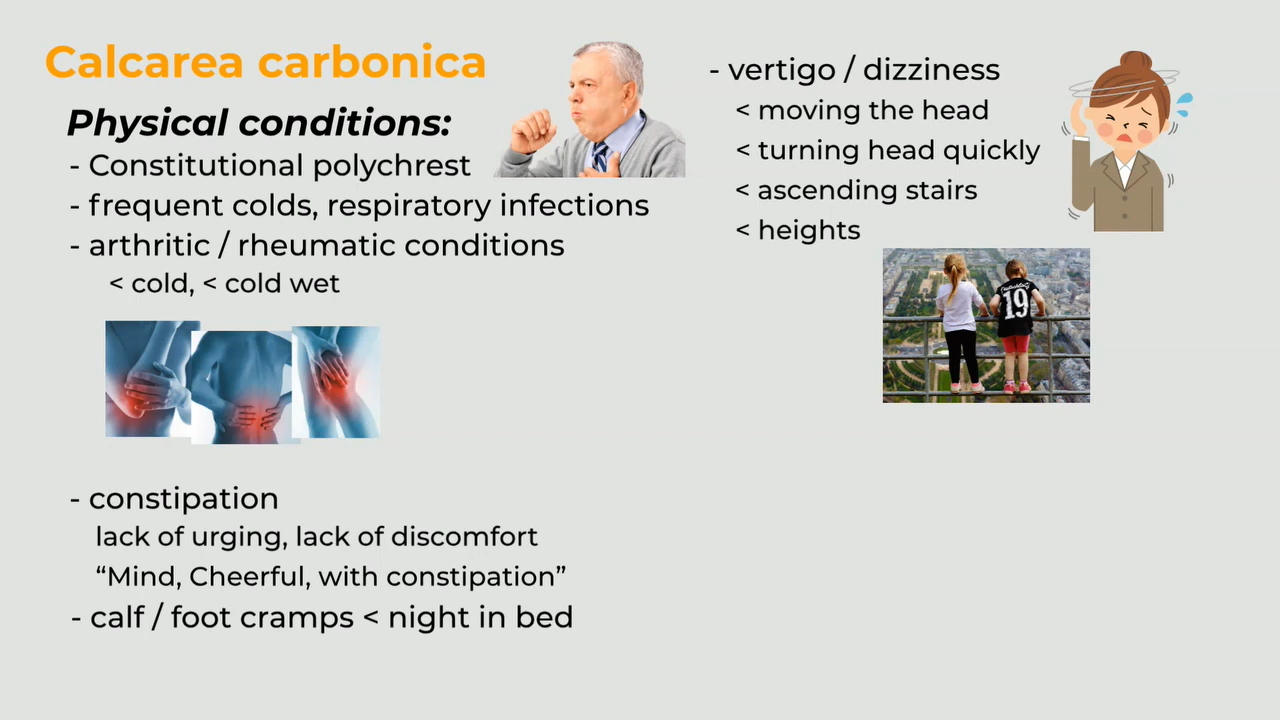 Calcarea carbonica
Physical conditions:
- Constitutional polychrest
- frequent colds, respiratory infections
- arthritic / rheumatic conditions
< cold, < cold wet
- constipation
lack of urging, lack of discomfort
“Mind, Cheerful, with constipation”
- calf / foot cramps < night in bed
- vertigo / dizziness
< moving the head
< turning head quickly
< ascending stairs
< heights
19